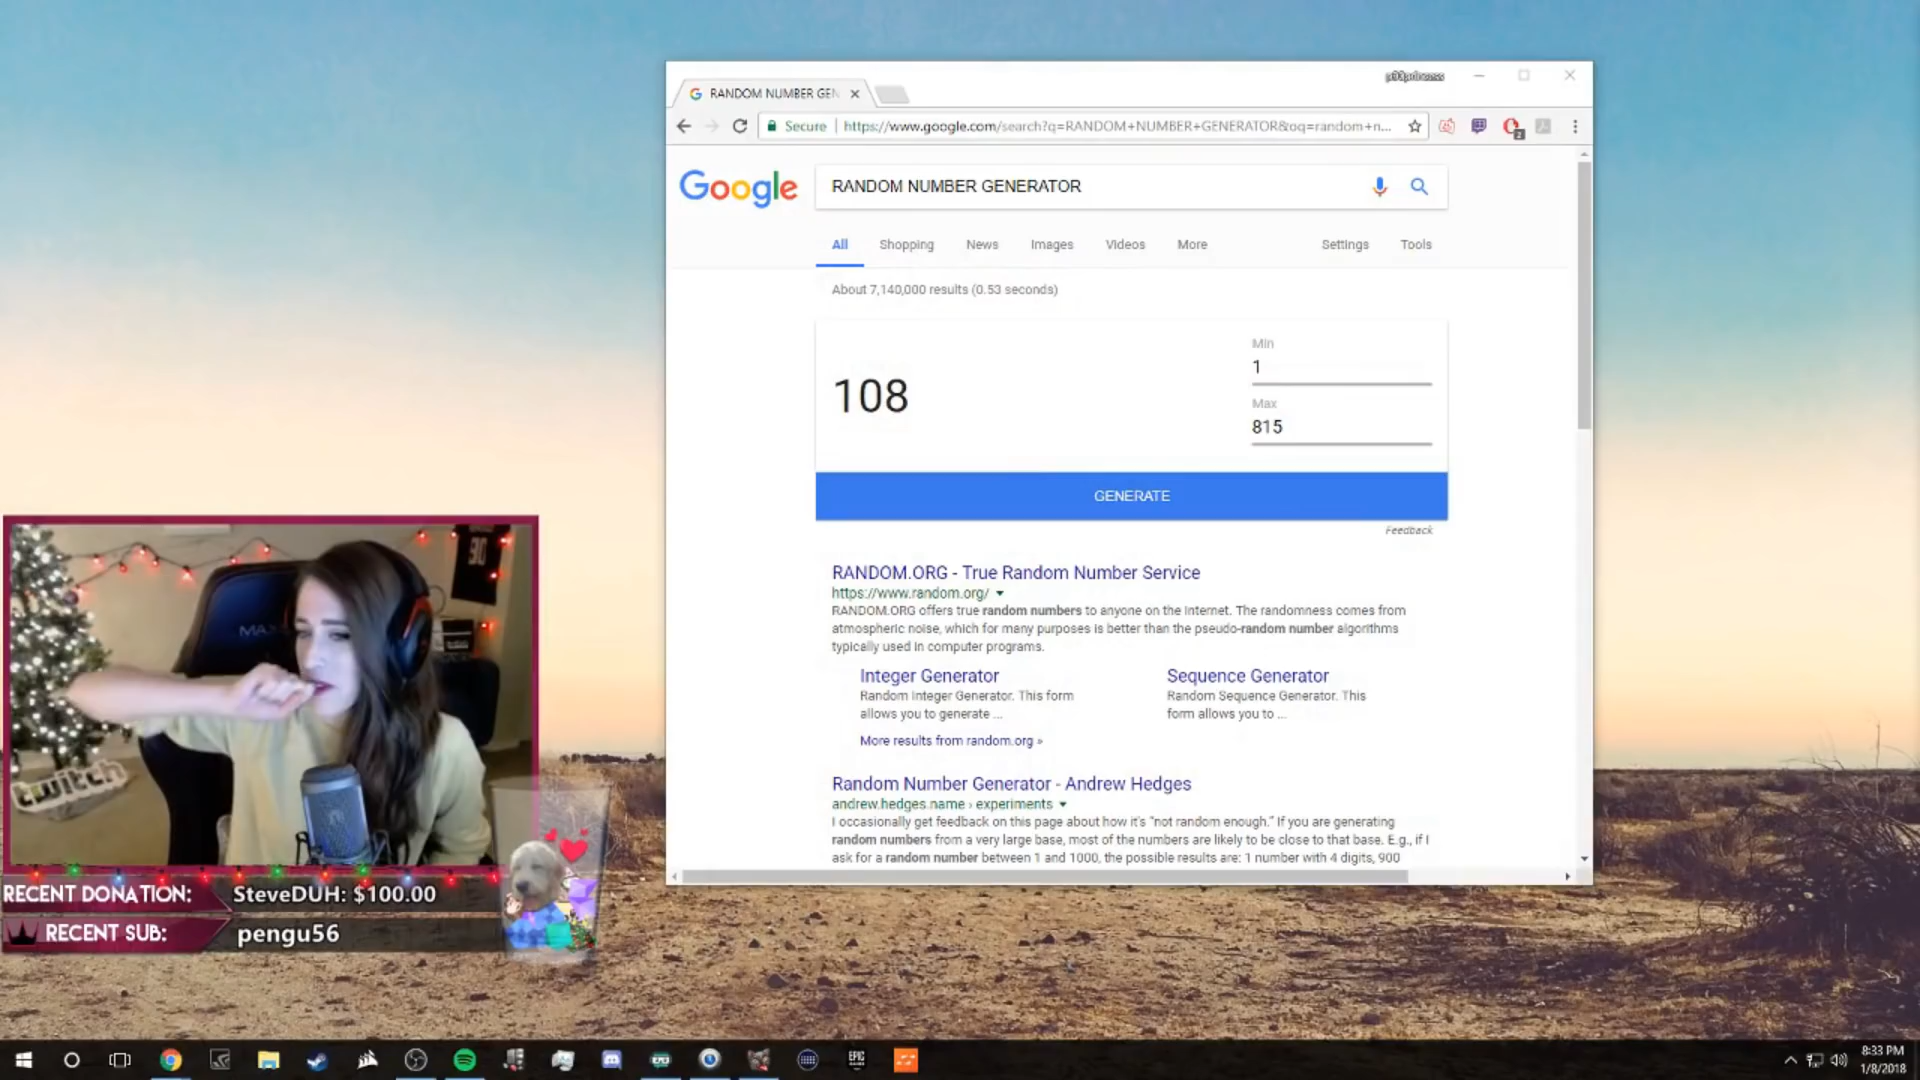 RANDOM NUMBER GEN
Secure
https://www.google.com/search?q=RANDOM+NUMBER+GENERATOR&oq=random+n...
2
Google
RANDOM NUMBER GENERATOR
All
Shopping
News
Images
Videos
More
Settings
Tools
About 7,140,000 results (0.53 seconds)
108
Min
1
Max
815
GENERATE
Feedback
RANDOM.ORG - True Random Number Service
https://www.random.org/
RANDOM.ORG offers true random numbers to anyone on the Internet. The randomness comes from
atmospheric noise, which for many purposes is better than the pseudo-random number algorithms
typically used in computer programs.
Integer Generator
Random Integer Generator. This form
allows you to generate ...
Sequence Generator
Random Sequence Generator. This
form allows you to ...
More results from random.org »
Random Number Generator - Andrew Hedges
andrew.hedges.name › experiments
I occasionally get feedback on this page about how it's "not random enough." If you are generating
random numbers from a very large base, most of the numbers are likely to be close to that base. E.g., if I
ask for a random number between 1 and 1000, the possible results are: 1 number with 4 digits, 900
90
MAX
twitch
RECENT DONATION:
SteveDUH: $100.00
RECENT SUB:
pengu56
EPIC
8:33 PM
1/8/2018